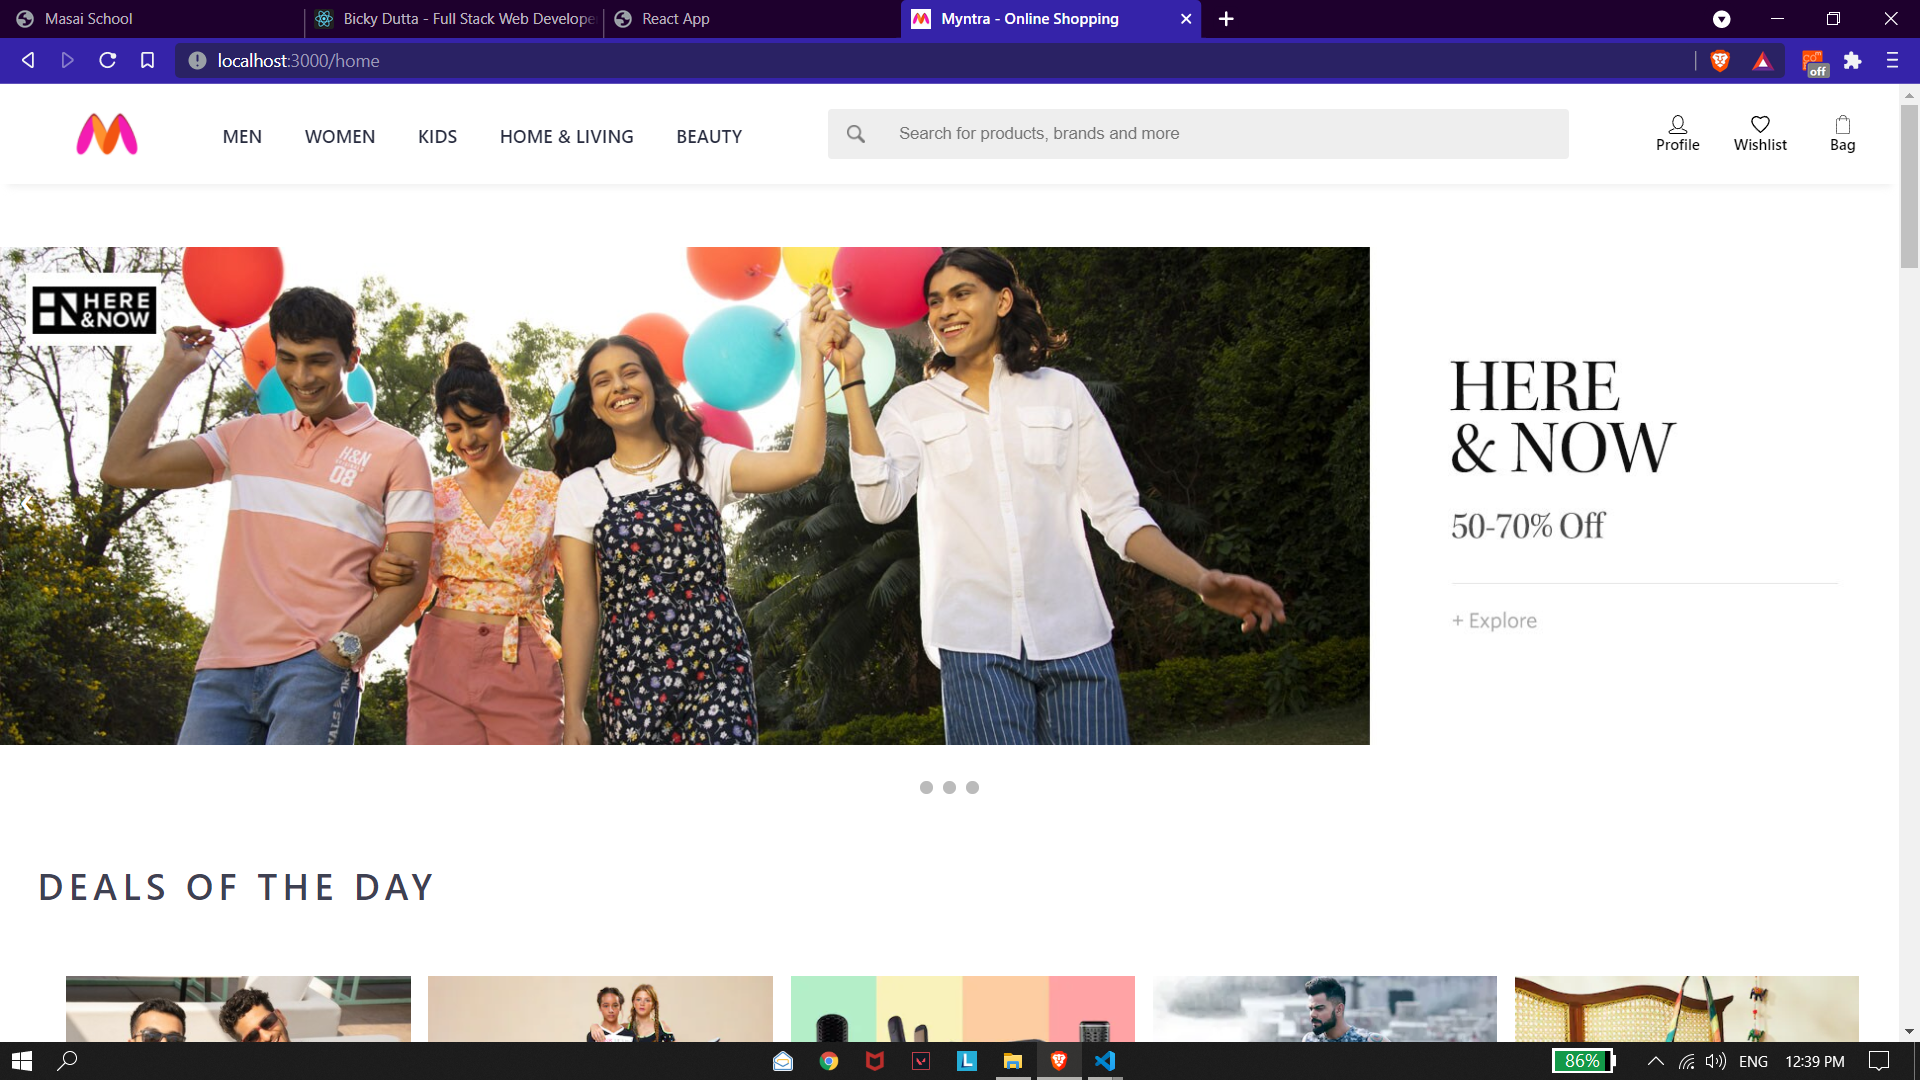 Masai School
Bicky Dutta - Full Stack Web Develope
React App
Myntra - Online Shopping
localhost:3000/home
off
MEN
WOMEN
KIDS
HOME & LIVING
BEAUTY
Search for products, brands and more
Profile
Wishlist
Bag
HERE
&NOW
H&N
08
HERE
& NOW
50-70% Off
+ Explore
DEALS OF THE DAY
86%
ENG
12:39 PM